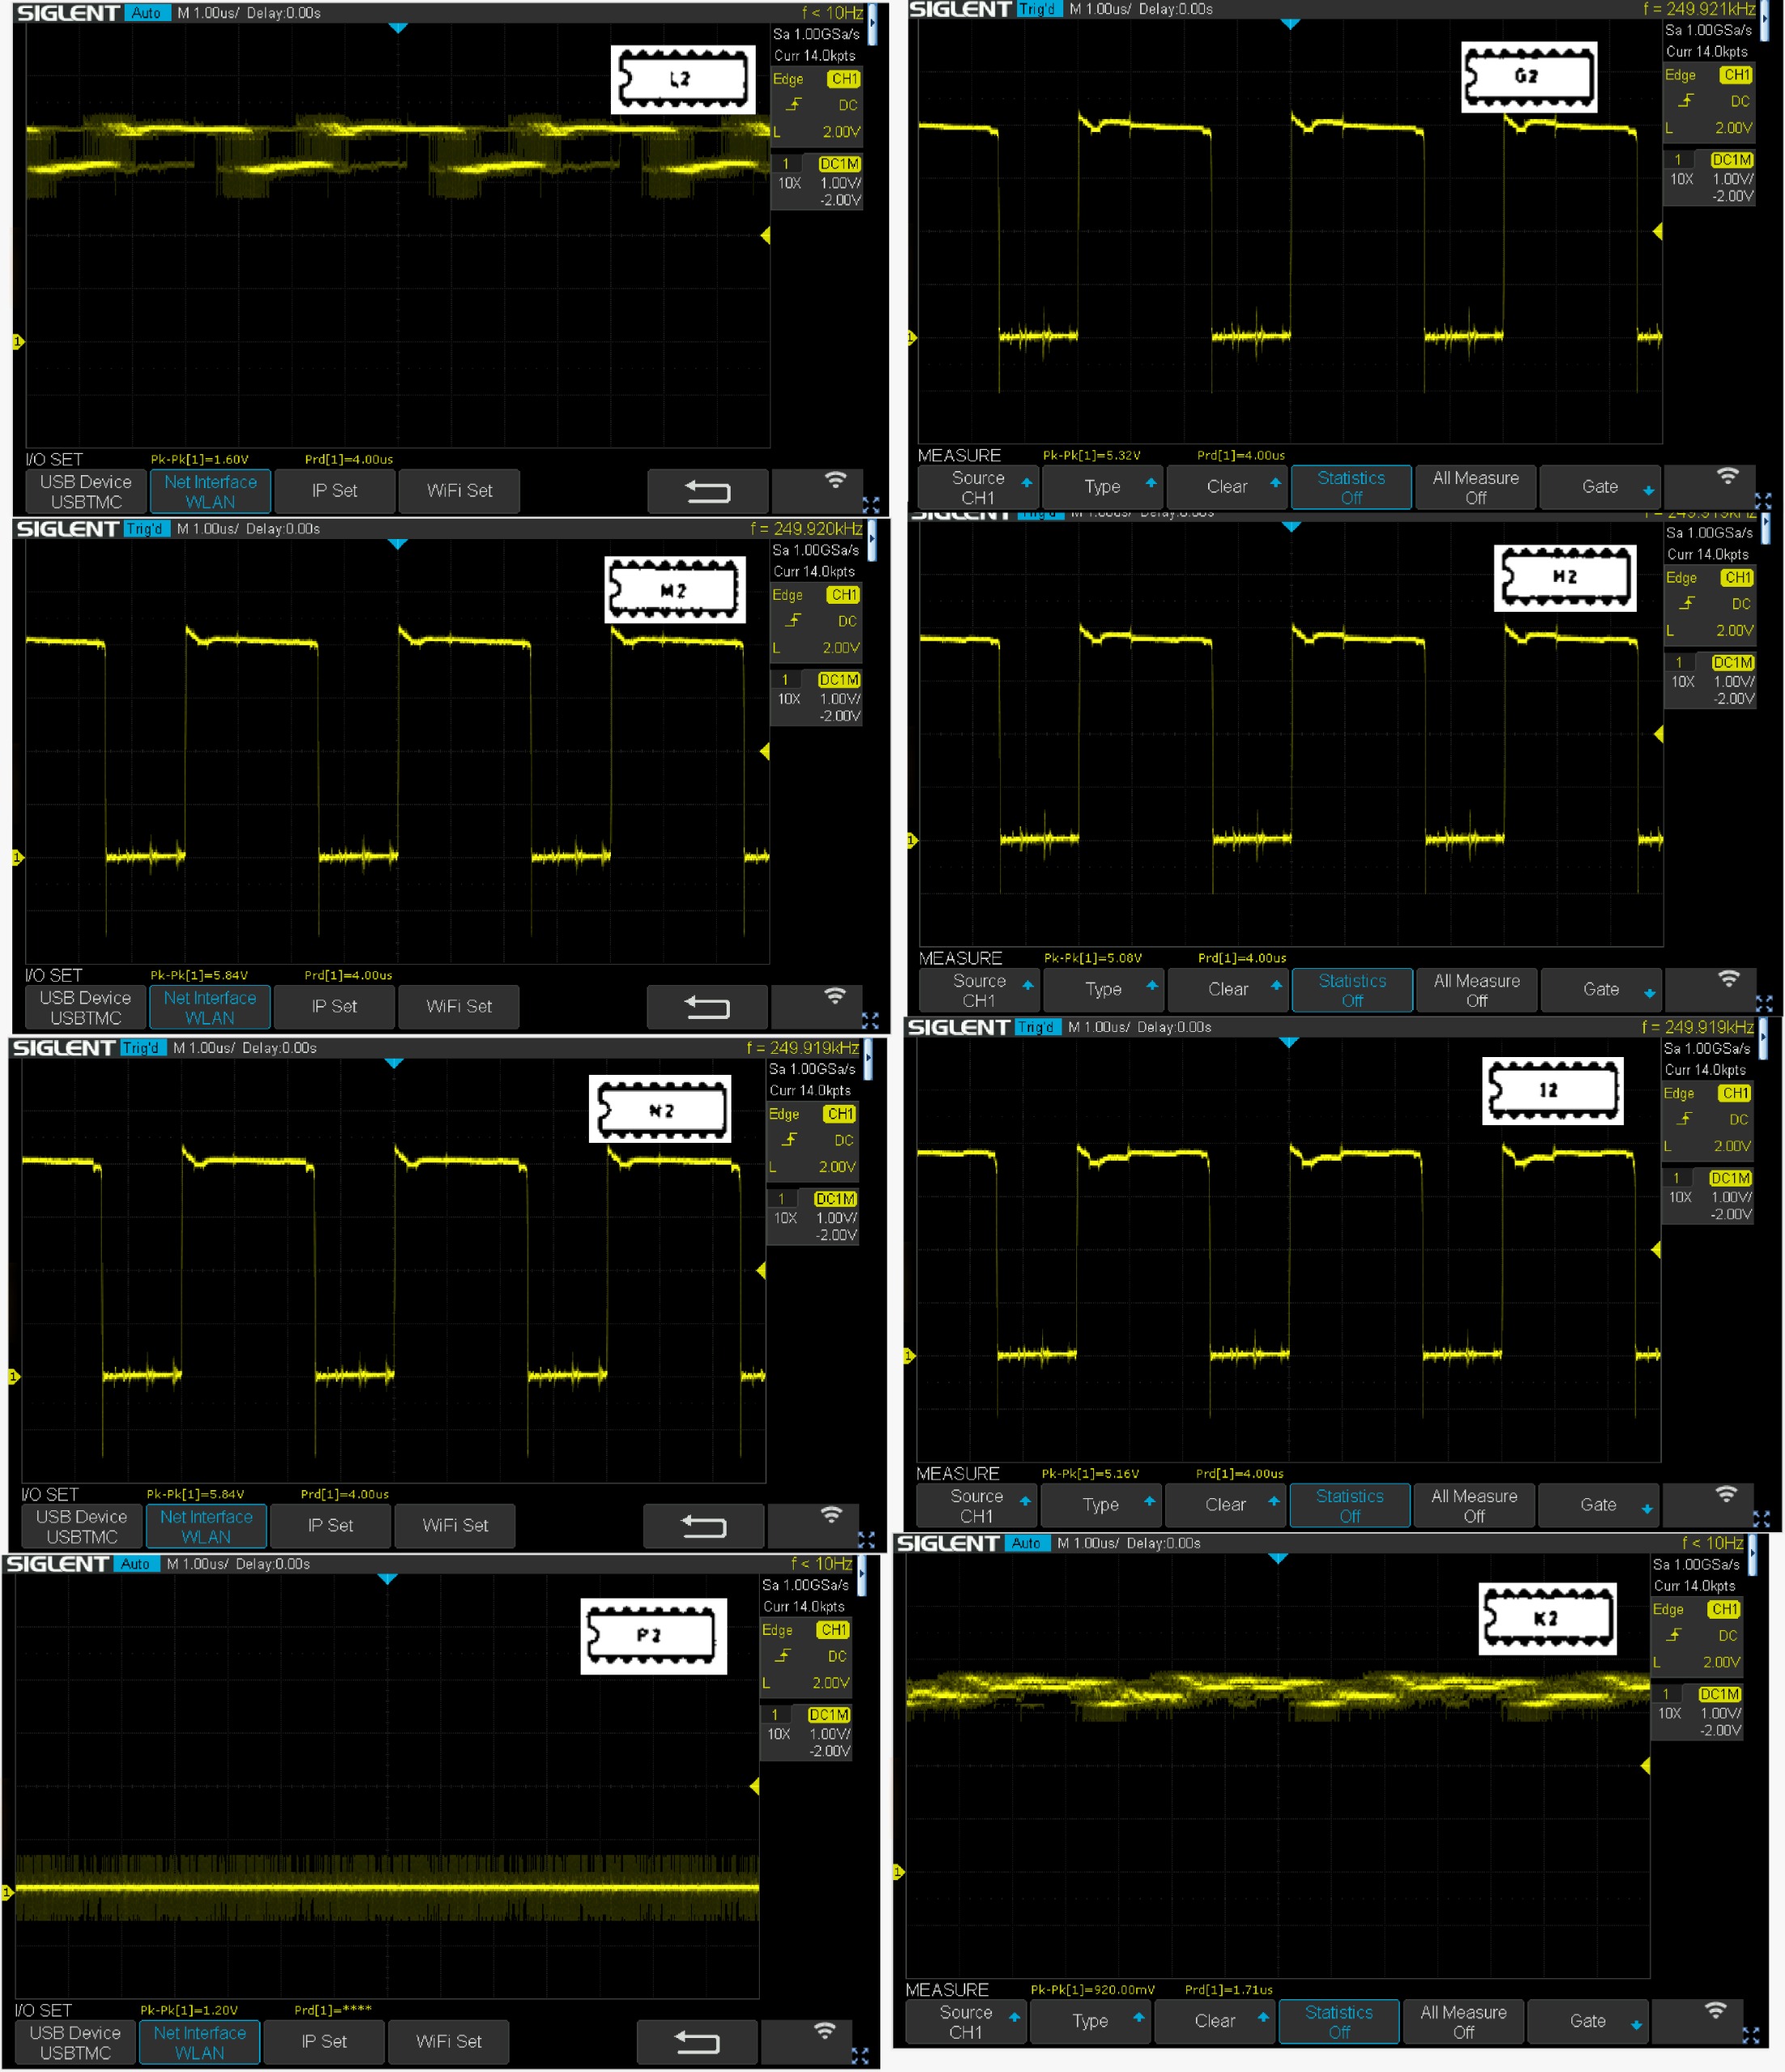 SIGLENT Auto M 1.00us/ Delay:0.00s f < 10Hz
Sa 1.00GSa/s
Curr 14.0kpts
Edge CH1
DC
L 2.00V
1 DC1M
10X 1.00V/
-2.00V
L2
1
I/O SET Pk-Pk[1]=1.60V Prd[1]=4.00us
USB Device USBTMC
Net Interface WLAN
IP Set
WiFi Set
SIGLENT Trig'd M 1.00us/ Delay:0.00s f = 249.921kHz
Sa 1.00GSa/s
Curr 14.0kpts
Edge CH1
DC
L 2.00V
1 DC1M
10X 1.00V/
-2.00V
G2
1
MEASURE Pk-Pk[1]=5.32V Prd[1]=4.00us
Source CH1
Type
Clear
Statistics Off
All Measure Off
Gate
SIGLENT Trig'd M 1.00us/ Delay:0.00s f = 249.920kHz
Sa 1.00GSa/s
Curr 14.0kpts
Edge CH1
DC
L 2.00V
1 DC1M
10X 1.00V/
-2.00V
M2
1
I/O SET Pk-Pk[1]=5.84V Prd[1]=4.00us
USB Device USBTMC
Net Interface WLAN
IP Set
WiFi Set
SIGLENT Trig'd M 1.00us/ Delay:0.00s f = 249.919kHz
Sa 1.00GSa/s
Curr 14.0kpts
Edge CH1
DC
L 2.00V
1 DC1M
10X 1.00V/
-2.00V
H2
1
MEASURE Pk-Pk[1]=5.08V Prd[1]=4.00us
Source CH1
Type
Clear
Statistics Off
All Measure Off
Gate
SIGLENT Trig'd M 1.00us/ Delay:0.00s f = 249.919kHz
Sa 1.00GSa/s
Curr 14.0kpts
Edge CH1
DC
L 2.00V
1 DC1M
10X 1.00V/
-2.00V
N2
1
I/O SET Pk-Pk[1]=5.84V Prd[1]=4.00us
USB Device USBTMC
Net Interface WLAN
IP Set
WiFi Set
SIGLENT Trig'd M 1.00us/ Delay:0.00s f = 249.919kHz
Sa 1.00GSa/s
Curr 14.0kpts
Edge CH1
DC
L 2.00V
1 DC1M
10X 1.00V/
-2.00V
I2
1
MEASURE Pk-Pk[1]=5.16V Prd[1]=4.00us
Source CH1
Type
Clear
Statistics Off
All Measure Off
Gate
SIGLENT Auto M 1.00us/ Delay:0.00s f < 10Hz
Sa 1.00GSa/s
Curr 14.0kpts
Edge CH1
DC
L 2.00V
1 DC1M
10X 1.00V/
-2.00V
P2
1
I/O SET Pk-Pk[1]=1.20V Prd[1]=****
USB Device USBTMC
Net Interface WLAN
IP Set
WiFi Set
SIGLENT Auto M 1.00us/ Delay:0.00s f < 10Hz
Sa 1.00GSa/s
Curr 14.0kpts
Edge CH1
DC
L 2.00V
1 DC1M
10X 1.00V/
-2.00V
K2
1
MEASURE Pk-Pk[1]=920.00mV Prd[1]=1.71us
Source CH1
Type
Clear
Statistics Off
All Measure Off
Gate